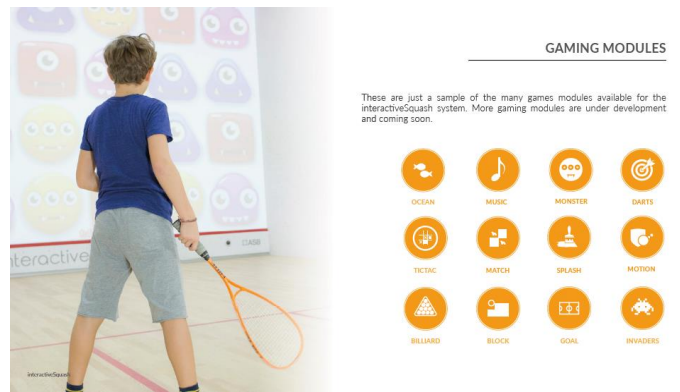 GAMING MODULES
These are just a sample of the many games modules available for the
interactiveSquash system. More gaming modules are under development
and coming soon.
OCEAN
MUSIC
MONSTER
DARTS
TICTAC
MATCH
SPLASH
MOTION
BILLIARD
BLOCK
GOAL
INVADERS
nteractive
interactiveSquash